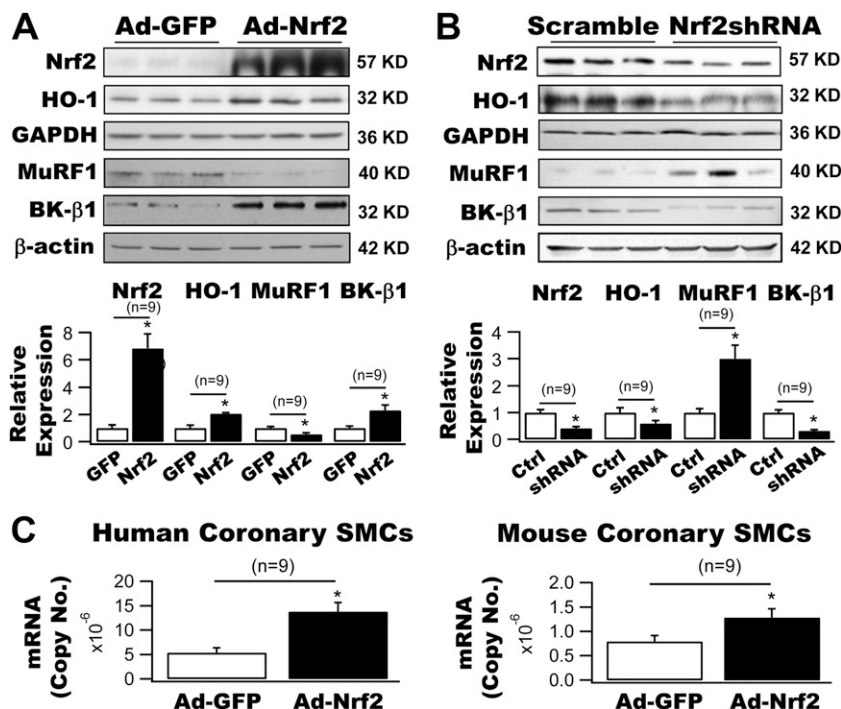 A
Ad-GFP Ad-Nrf2
Nrf2 57 KD
HO-1 32 KD
GAPDH 36 KD
MuRF1 40 KD
BK-β1 32 KD
β-actin 42 KD
Nrf2 HO-1 MuRF1 BK-β1
(n=9)
*
(n=9)
*
(n=9)
*
(n=9)
*
Relative
Expression
8
6
4
2
0
GFP Nrf2 GFP Nrf2 GFP Nrf2 GFP Nrf2
B
Scramble Nrf2shRNA
Nrf2 57 KD
HO-1 32 KD
GAPDH 36 KD
MuRF1 40 KD
BK-β1 32 KD
β-actin 42 KD
Nrf2 HO-1 MuRF1 BK-β1
(n=9)
*
(n=9)
*
(n=9)
*
(n=9)
*
Relative
Expression
4
3
2
1
0
Ctrl shRNA Ctrl shRNA Ctrl shRNA Ctrl shRNA
C
Human Coronary SMCs
(n=9)
*
mRNA
(Copy No.)
x10-6
20
15
10
5
0
Ad-GFP Ad-Nrf2
Mouse Coronary SMCs
(n=9)
*
mRNA
(Copy No.)
x10-6
2.0
1.5
1.0
0.5
0.0
Ad-GFP Ad-Nrf2